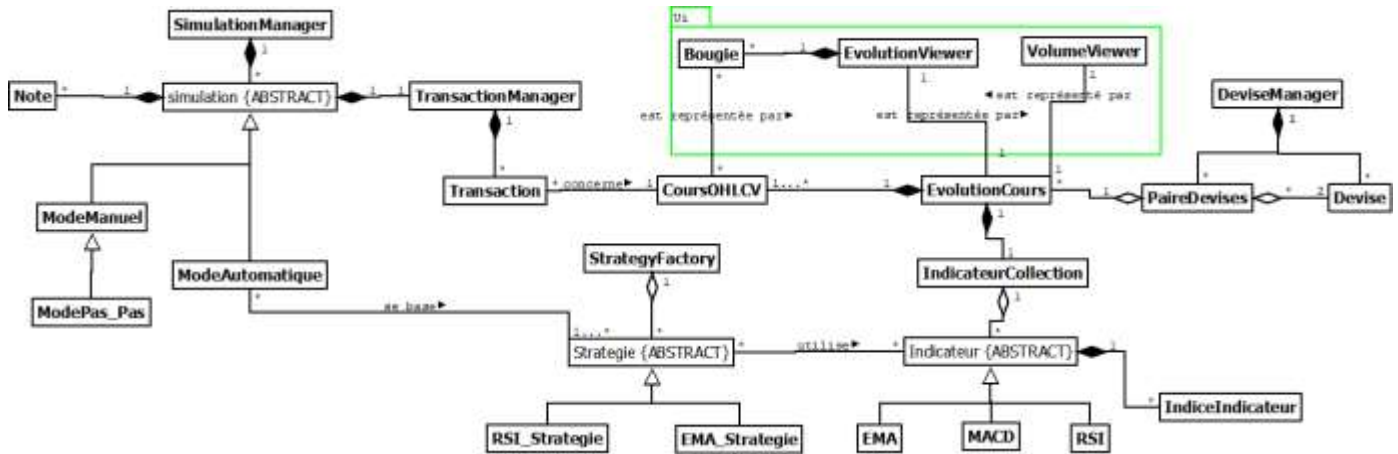 SimulationManager
1
*
Note
*
1
simulation {ABSTRACT}
1
1
TransactionManager
1
*
Transaction
*
concerne
1
CoursOHLCV
1...*
EvolutionCours
*
1
PaireDevises
*
2
Devise
Ui
Bougie
*
1
EvolutionViewer
1
VolumeViewer
1
*
est représentée par
est représentée par
est représenté par
*
1
1
DeviseManager
1
*
*
ModeManuel
ModePas_Pas
ModeAutomatique
*
se base
1...*
StrategyFactory
1
*
Strategie {ABSTRACT}
*
utilise
*
Indicateur {ABSTRACT}
1
*
IndiceIndicateur
1
IndicateurCollection
1
*
RSI_Strategie
EMA_Strategie
EMA
MACD
RSI